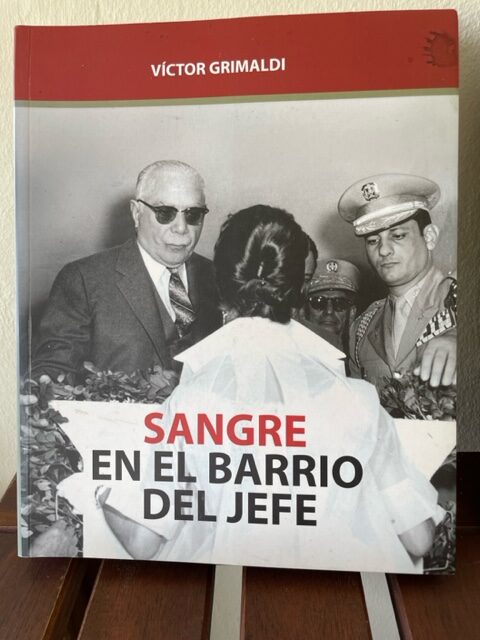 VÍCTOR GRIMALDI
SANGRE
EN EL BARRIO
DEL JEFE